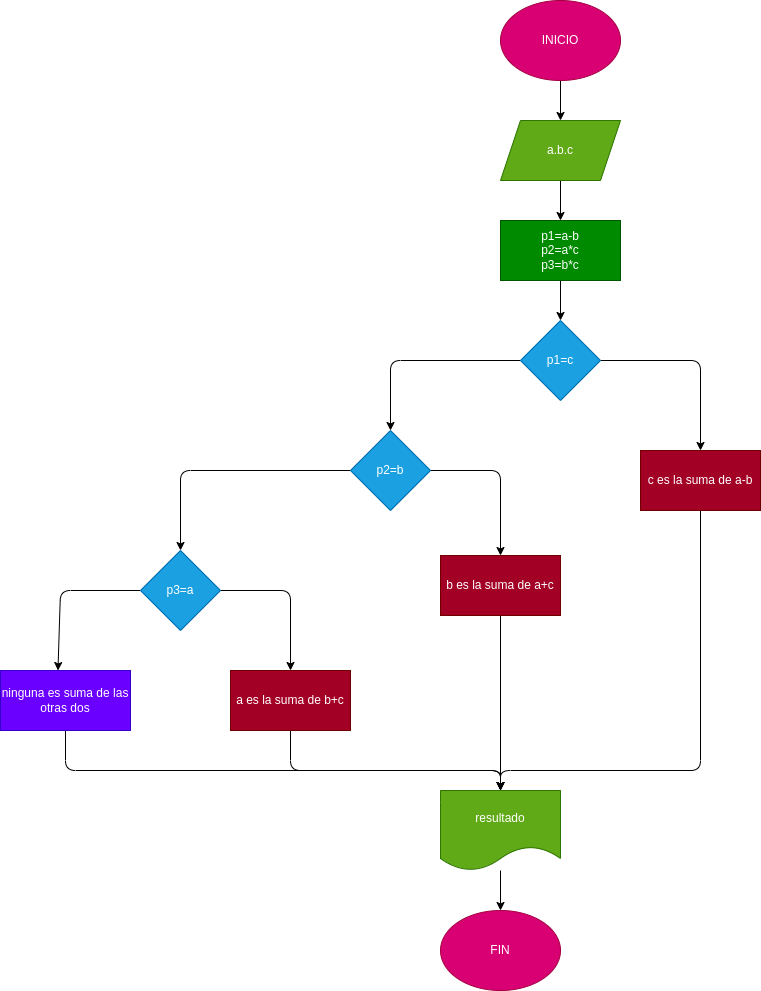 INICIO
a.b.c
p1=a-b
p2=a*c
p3=b*c
p1=c
p2=b
c es la suma de a-b
p3=a
b es la suma de a+c
ninguna es suma de las
otras dos
a es la suma de b+c
resultado
FIN